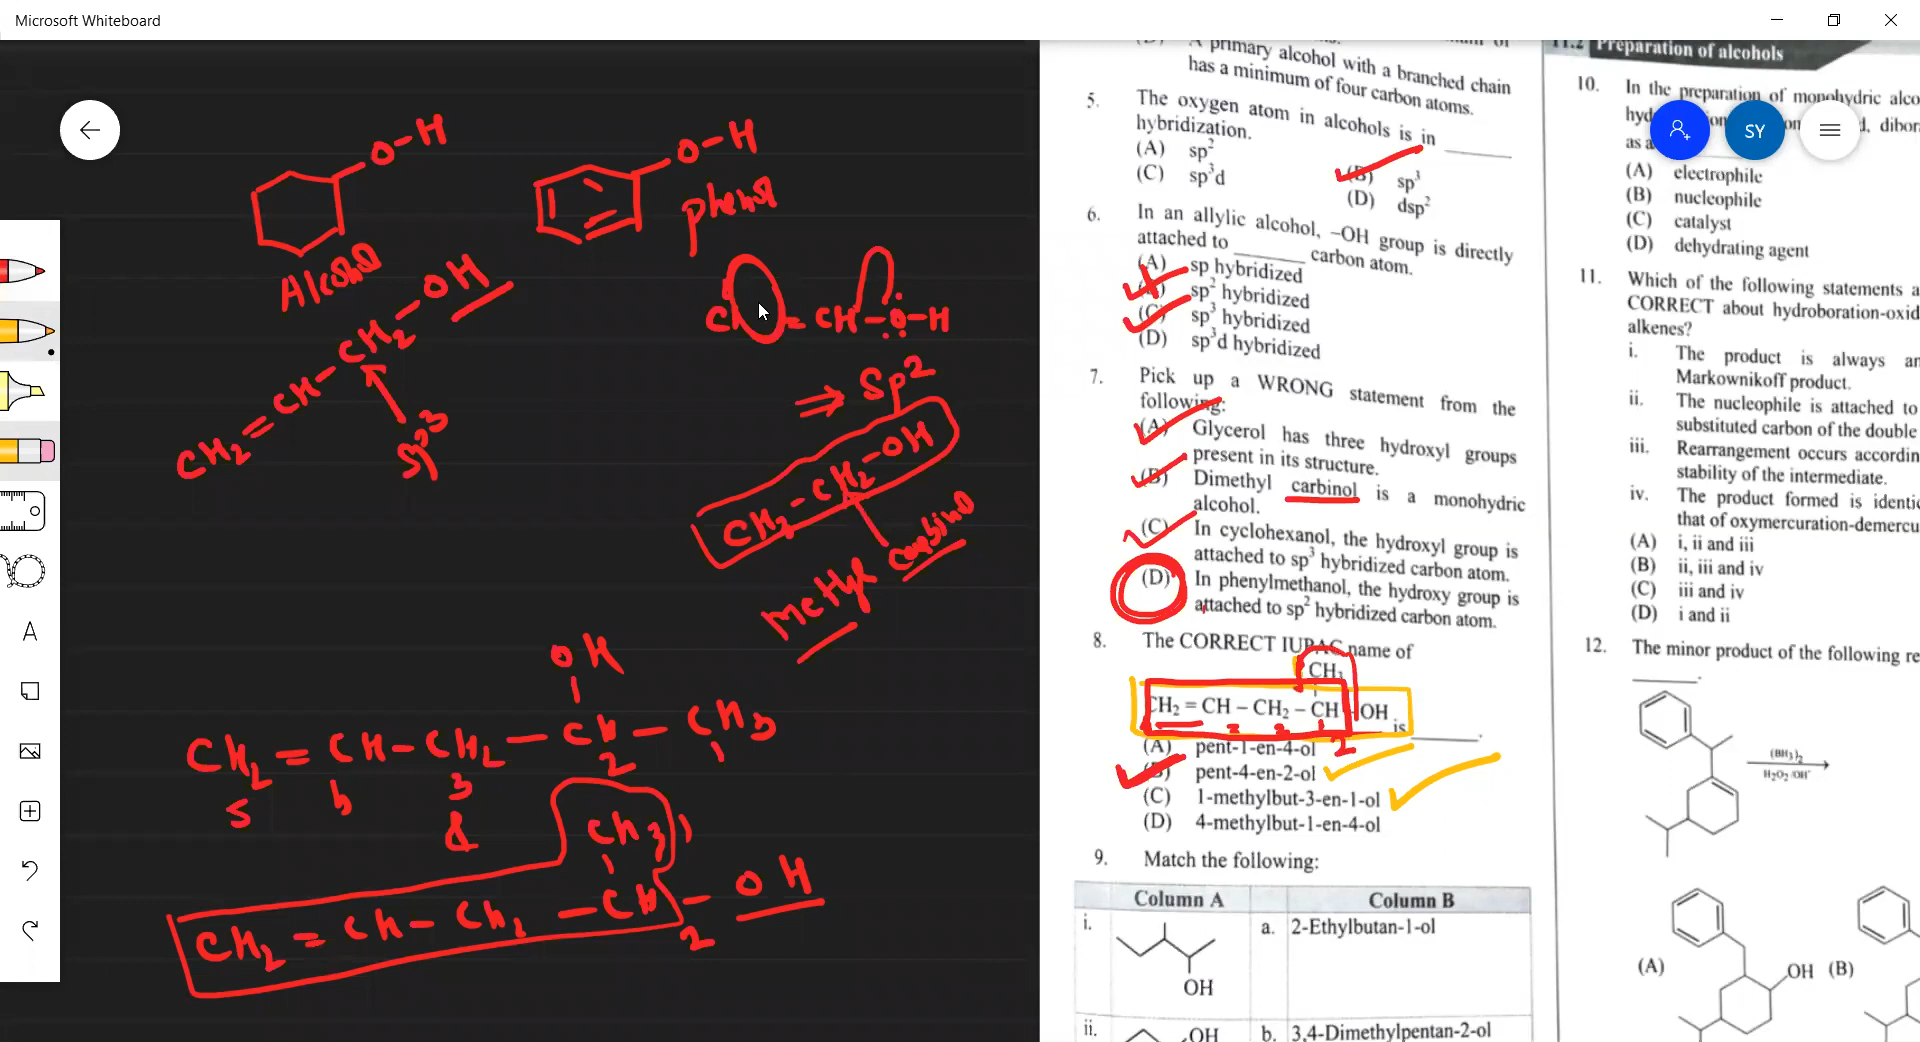 Microsoft Whiteboard
O-H
Alcohol
O-H
phenol
CH2=CH-CH2-OH
sp3
= CH - O - H
⇒ sp2
CH2 - CH2 - OH
methyl carbinol
OH
CH2 = CH - CH2 - CH - CH3
5 3 2 1
CH3
CH2 = CH - CH2 - CH - OH
2
A primary alcohol with a branched chain
has a minimum of four carbon atoms.
5. The oxygen atom in alcohols is in ______
hybridization.
(A) sp² (B) sp³
(C) sp³d (D) dsp²
6. In an allylic alcohol, –OH group is directly
attached to ______ carbon atom.
(A) sp hybridized
sp² hybridized
(C) sp³ hybridized
(D) sp³d hybridized
7. Pick up a WRONG statement from the
following:
(A) Glycerol has three hydroxyl groups
present in its structure.
(B) Dimethyl carbinol is a monohydric
alcohol.
(C) In cyclohexanol, the hydroxyl group is
attached to sp³ hybridized carbon atom.
(D) In phenylmethanol, the hydroxy group is
attached to sp² hybridized carbon atom.
8. The CORRECT IUPAC name of
CH3
CH2 = CH – CH2 – CH – OH is ______.
(A) pent-1-en-4-ol
(B) pent-4-en-2-ol
(C) 1-methylbut-3-en-1-ol
(D) 4-methylbut-1-en-4-ol
9. Match the following:
Column A Column B
i. OH a. 2-Ethylbutan-1-ol
ii. OH b. 3,4-Dimethylpentan-2-ol
11.2 Preparation of alcohols
10. In the preparation of monohydric alco
hyd
SY
d, dibor
as a
(A) electrophile
(B) nucleophile
(C) catalyst
(D) dehydrating agent
11. Which of the following statements a
CORRECT about hydroboration-oxid
alkenes?
i. The product is always an
Markownikoff product.
ii. The nucleophile is attached to
substituted carbon of the double
iii. Rearrangement occurs accordin
stability of the intermediate.
iv. The product formed is identic
that of oxymercuration-demercu
(A) i, ii and iii
(B) ii, iii and iv
(C) iii and iv
(D) i and ii
12. The minor product of the following re
______.
(BH3)2
H2O2/OH⁻
(A) OH (B)
A